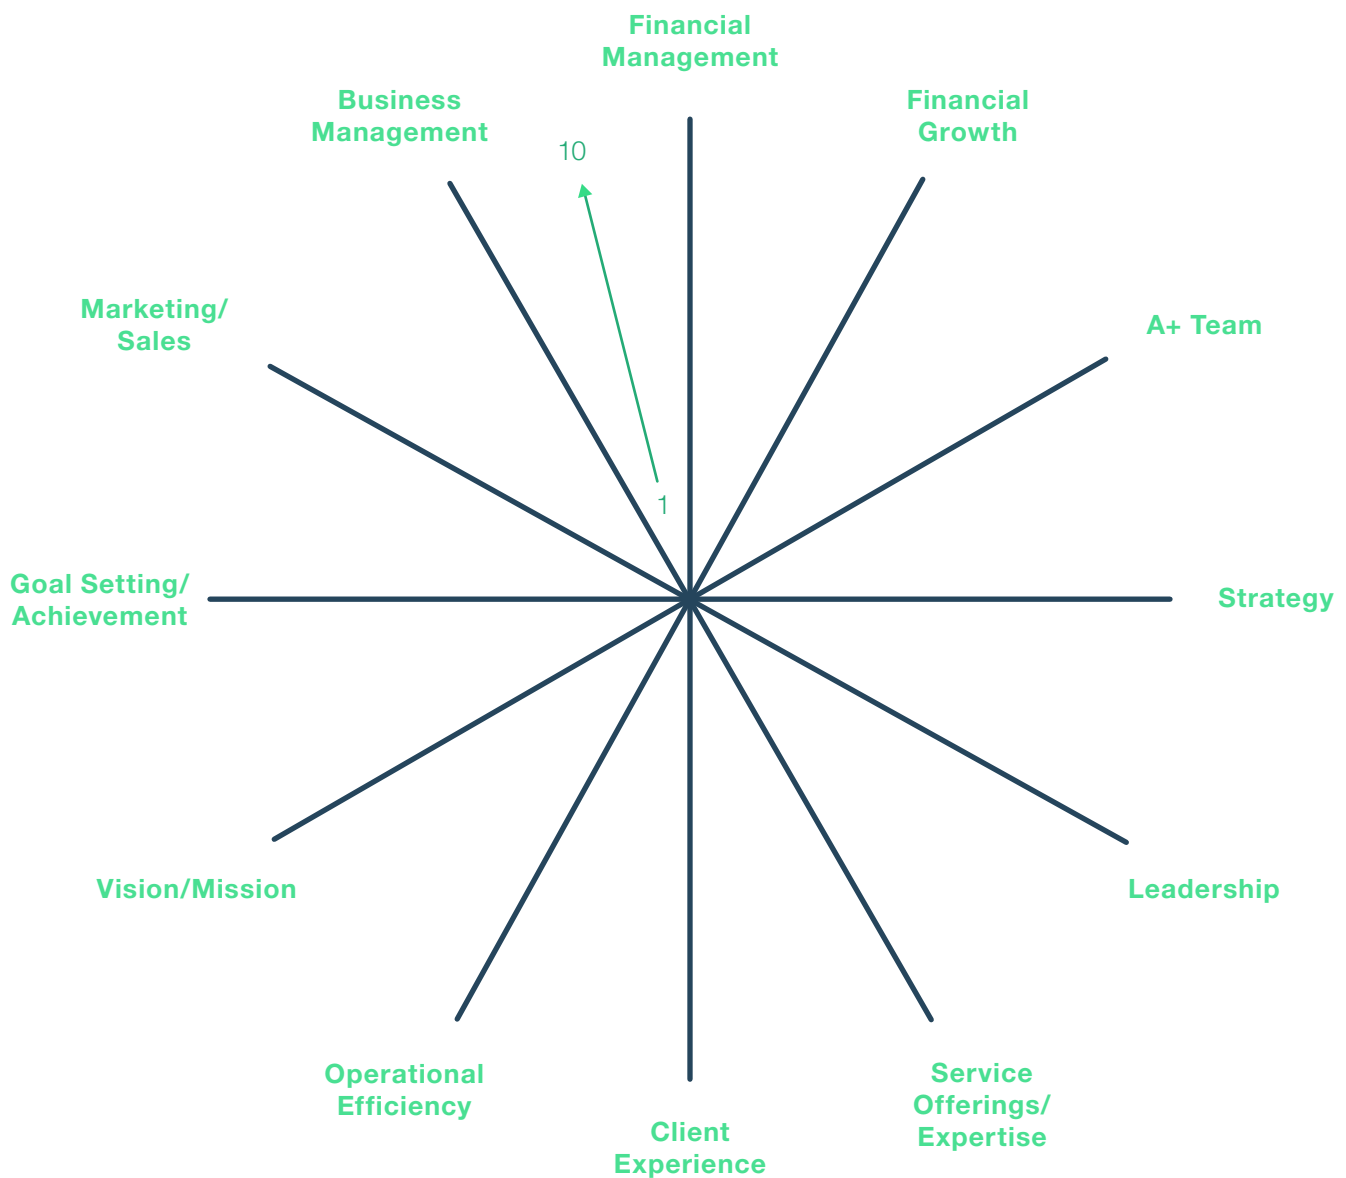 Financial
Management
Business
Management
Financial
Growth
10
Marketing/
Sales
A+ Team
1
Goal Setting/
Achievement
Strategy
Vision/Mission
Leadership
Operational
Efficiency
Service
Offerings/
Expertise
Client
Experience